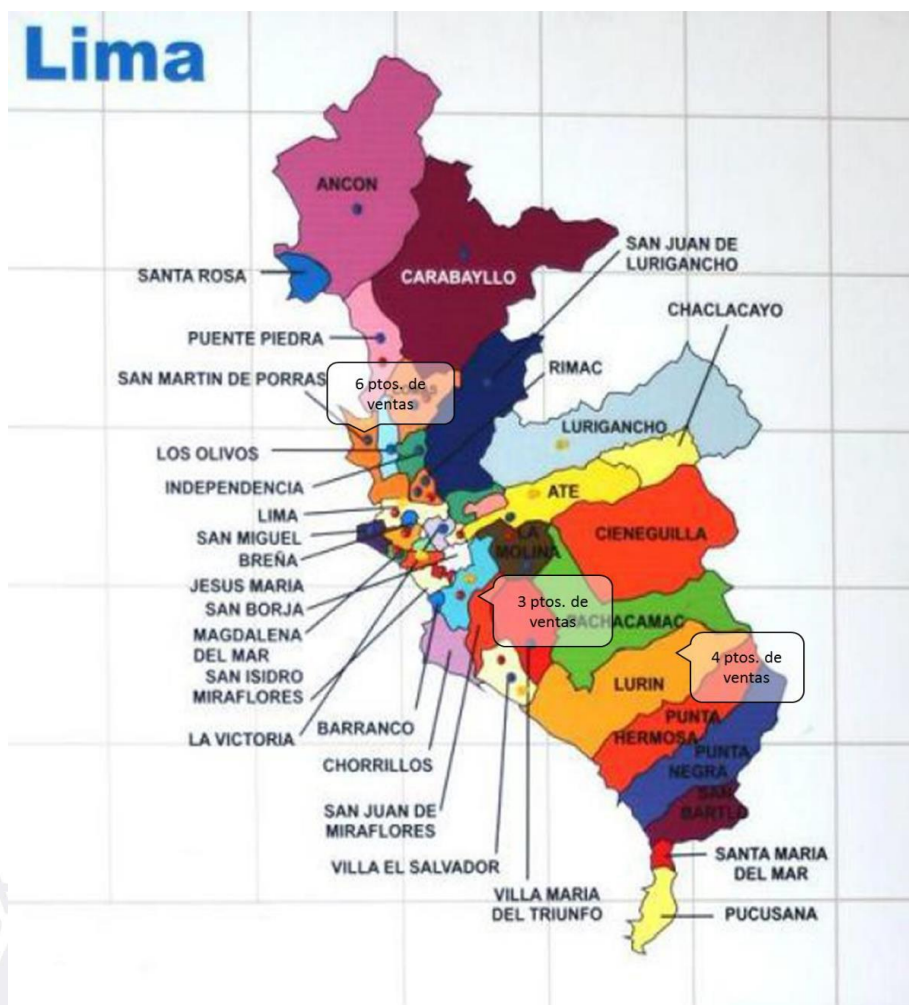 Lima
ANCON
SAN JUAN DE
LURIGANCHO
SANTA ROSA
CARABAYLLO
CHACLACAYO
PUENTE PIEDRA
RIMAC
SAN MARTIN DE PORRAS
6 ptos. de
ventas
LURIGANCHO
LOS OLIVOS
INDEPENDENCIA
ATE
LIMA
SAN MIGUEL
BREÑA
CIENEGUILLA
LA
MOLINA
JESUS MARIA
SAN BORJA
3 ptos. de
ventas
PACHACAMAC
MAGDALENA
DEL MAR
SAN ISIDRO
MIRAFLORES
4 ptos. de
ventas
LURIN
LA VICTORIA
BARRANCO
PUNTA
HERMOSA
CHORRILLOS
PUNTA
NEGRA
SAN
BARTLO
SAN JUAN DE
MIRAFLORES
VILLA EL SALVADOR
SANTA MARIA
DEL MAR
VILLA MARIA
DEL TRIUNFO
PUCUSANA